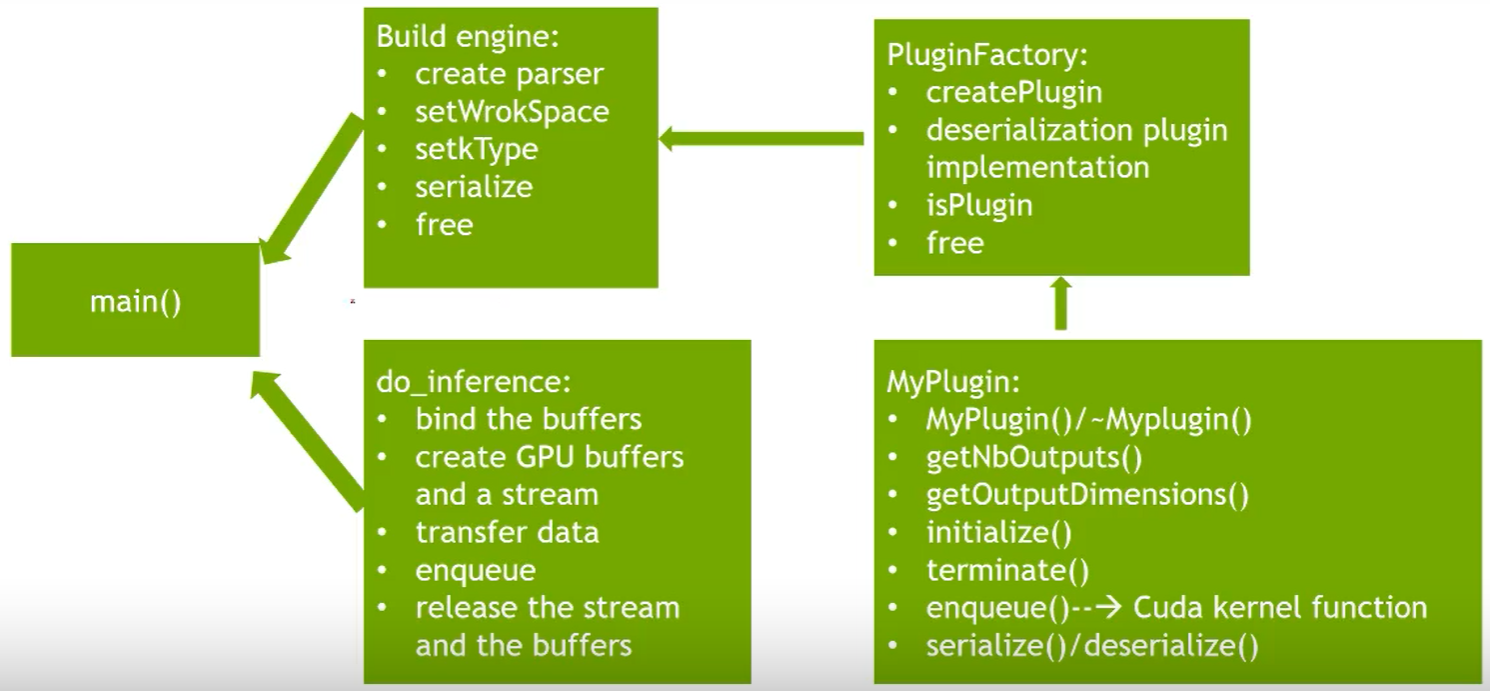 main()
Build engine:
• create parser
• setWrokSpace
• setkType
• serialize
• free
PluginFactory:
• createPlugin
• deserialization plugin
implementation
• isPlugin
• free
do_inference:
• bind the buffers
• create GPU buffers
and a stream
• transfer data
• enqueue
• release the stream
and the buffers
MyPlugin:
• MyPlugin()/~Myplugin()
• getNbOutputs()
• getOutputDimensions()
• initialize()
• terminate()
• enqueue()--→ Cuda kernel function
• serialize()/deserialize()